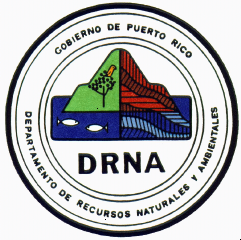 GOBIERNO DE PUERTO RICO
DRNA
DEPARTAMENTO DE RECURSOS NATURALES Y AMBIENTALES